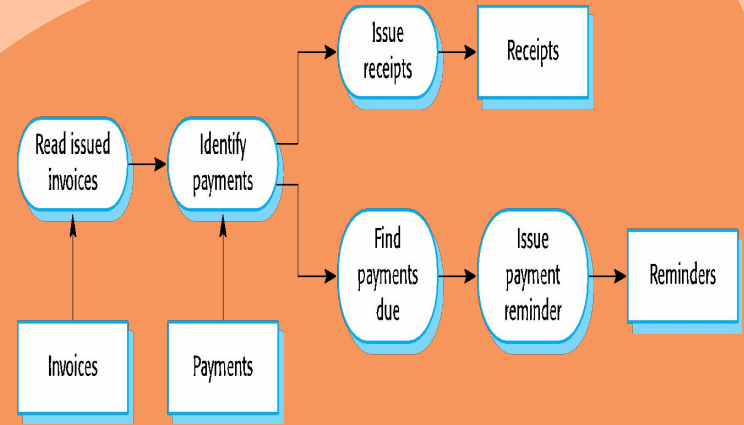 Issue
receipts
Receipts
Read issued
invoices
Identify
payments
Find
payments
due
Issue
payment
reminder
Reminders
Invoices
Payments